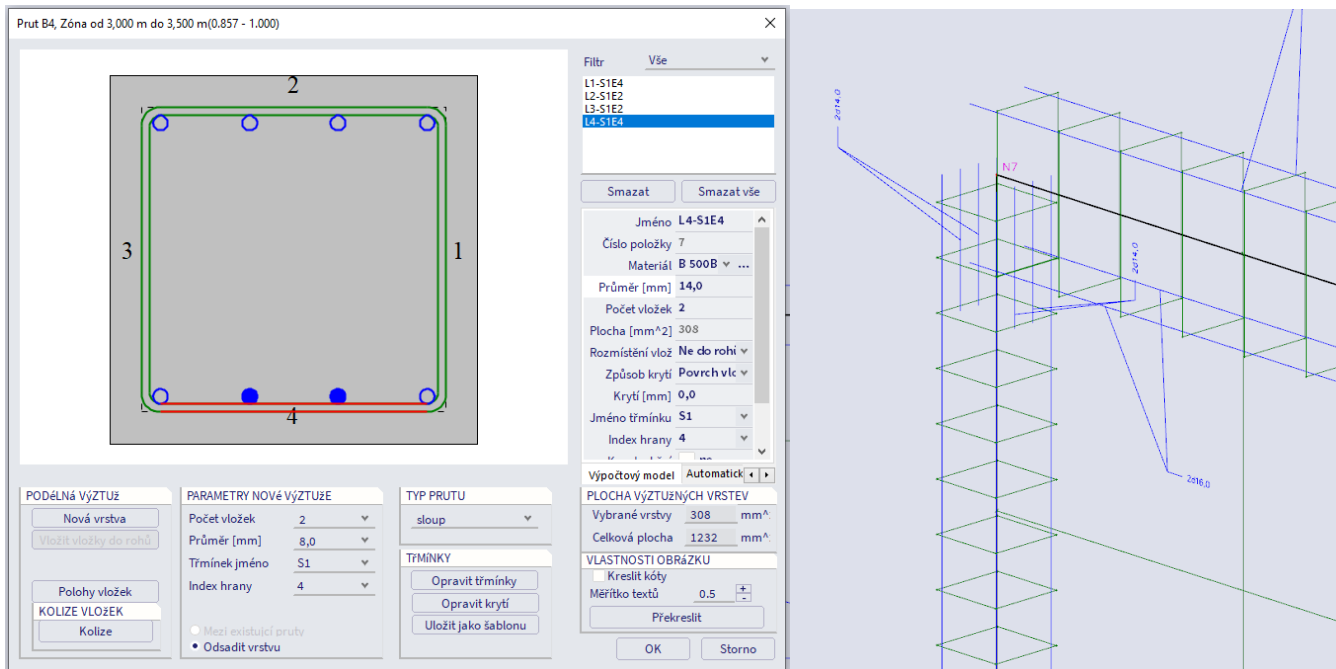 Prut B4, Zóna od 3,000 m do 3,500 m(0.857 - 1.000)
2
3
1
4
Filtr Vše
L1-S1E4
L2-S1E2
L3-S1E2
L4-S1E4
Smazat Smazat vše
Jméno L4-S1E4
Číslo položky 7
Materiál B 500B ...
Průměr [mm] 14,0
Počet vložek 2
Plocha [mm^2] 308
Rozmístění vlož Ne do rohů
Způsob krytí Povrch vlo
Krytí [mm] 0,0
Jméno třmínku S1
Index hrany 4
Výpočtový model Automatick
PODéLNá VýZTUž
Nová vrstva
Vložit vložky do rohů
Polohy vložek
KOLIZE VLOžEK
Kolize
PARAMETRY NOVé VýZTUžE
Počet vložek 2
Průměr [mm] 8,0
Třmínek jméno S1
Index hrany 4
Mezi existující pruty
Odsadit vrstvu
TYP PRUTU
sloup
TřMíNKY
Opravit třmínky
Opravit krytí
Uložit jako šablonu
PLOCHA VýZTUžNýCH VRSTEV
Vybrané vrstvy 308 mm^
Celková plocha 1232 mm^
VLASTNOSTI OBRáZKU
Kreslit kóty
Měřítko textů 0.5 + -
Překreslit
OK Storno
2d14.0
N7
2d14.0
2d16.0